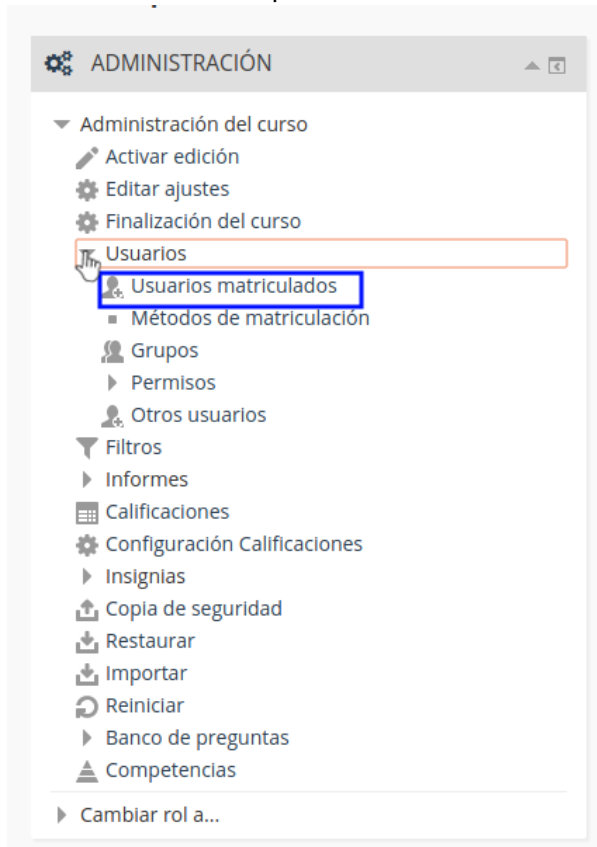 ADMINISTRACIÓN
Administración del curso
Activar edición
Editar ajustes
Finalización del curso
Usuarios
Usuarios matriculados
Métodos de matriculación
Grupos
Permisos
Otros usuarios
Filtros
Informes
Calificaciones
Configuración Calificaciones
Insignias
Copia de seguridad
Restaurar
Importar
Reiniciar
Banco de preguntas
Competencias
Cambiar rol a...